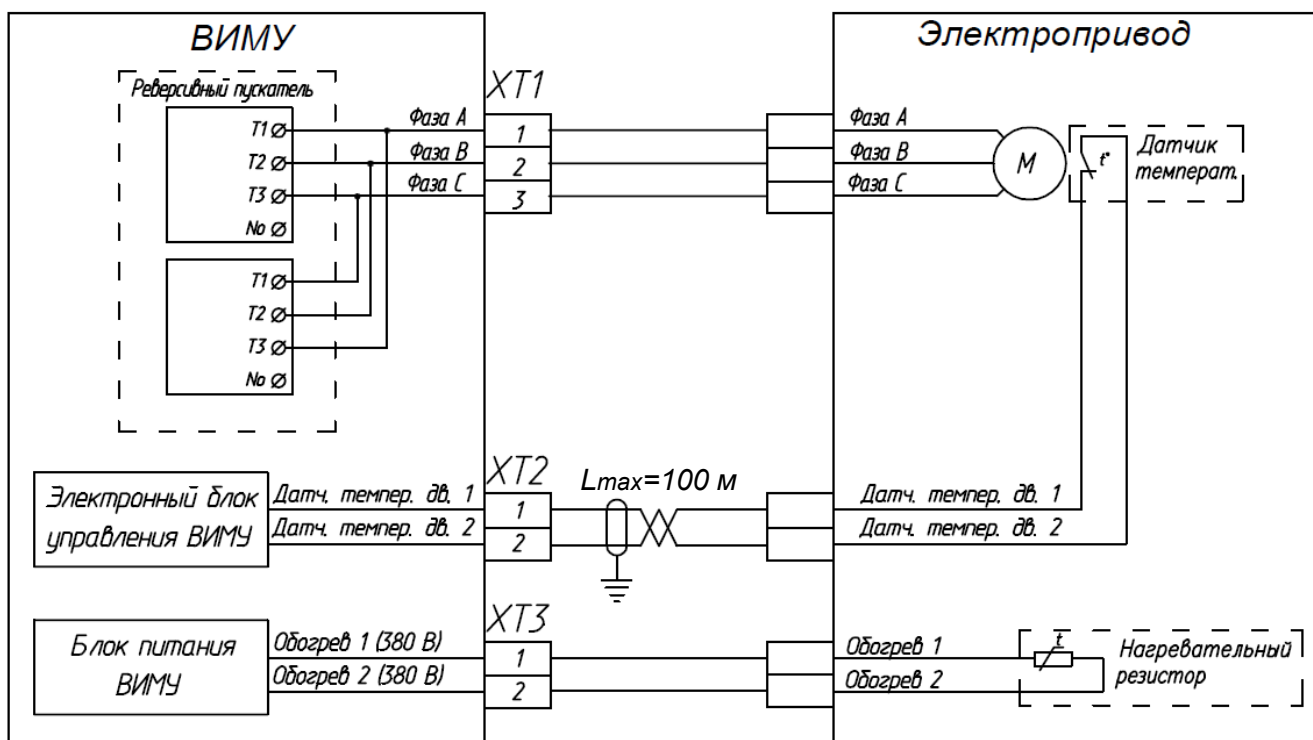 ВИМУ
Электропривод
Реверсивный пускатель
T1
T2
T3
No
T1
T2
T3
No
Фаза A
Фаза B
Фаза C
XT1
1
2
3
Фаза A
Фаза B
Фаза C
M
t°
Датчик
температ.
Электронный блок
управления ВИМУ
Датч. темпер. дв. 1
Датч. темпер. дв. 2
XT2
1
2
Lmax=100 м
Датч. темпер. дв. 1
Датч. темпер. дв. 2
Блок питания
ВИМУ
Обогрев 1 (380 В)
Обогрев 2 (380 В)
XT3
1
2
Обогрев 1
Обогрев 2
t
Нагревательный
резистор